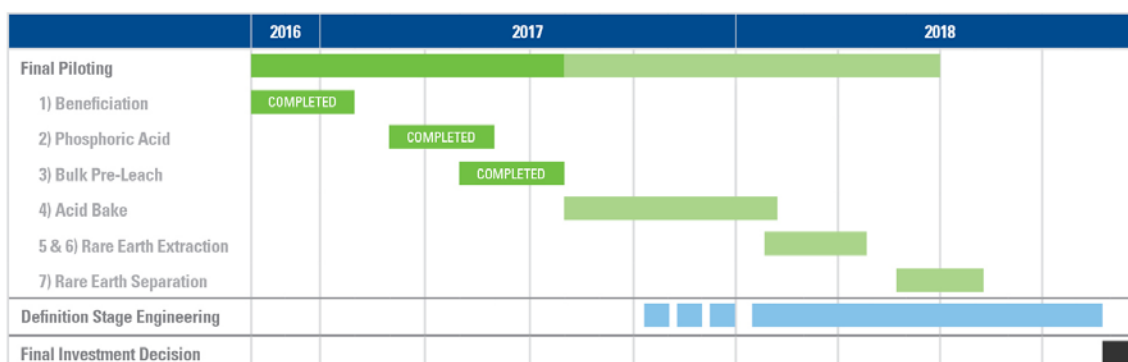 2016 2017 2018
Final Piloting
1) Beneficiation COMPLETED
2) Phosphoric Acid COMPLETED
3) Bulk Pre-Leach COMPLETED
4) Acid Bake
5 & 6) Rare Earth Extraction
7) Rare Earth Separation
Definition Stage Engineering
Final Investment Decision